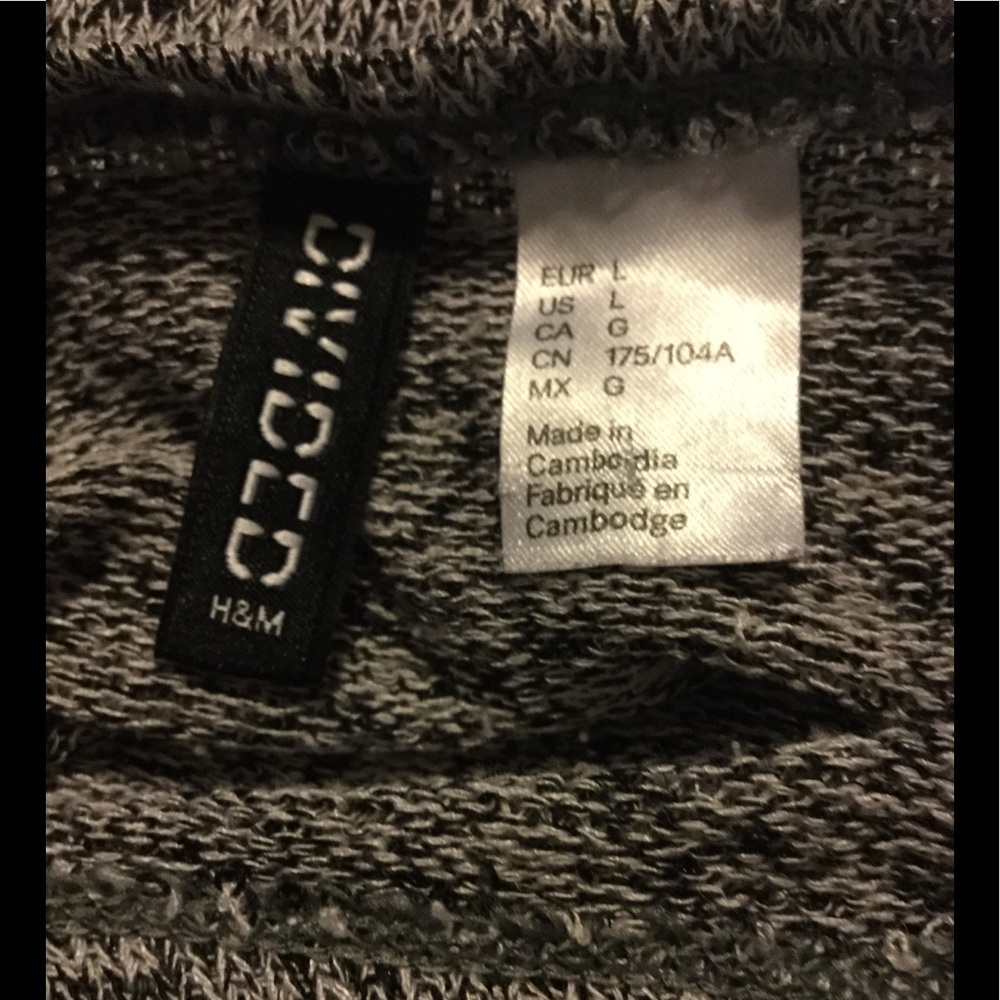 DIVIDED
H&M
EUR L
US L
CA G
CN 175/104A
MX G
Made in
Cambodia
Fabriqué en
Cambodge